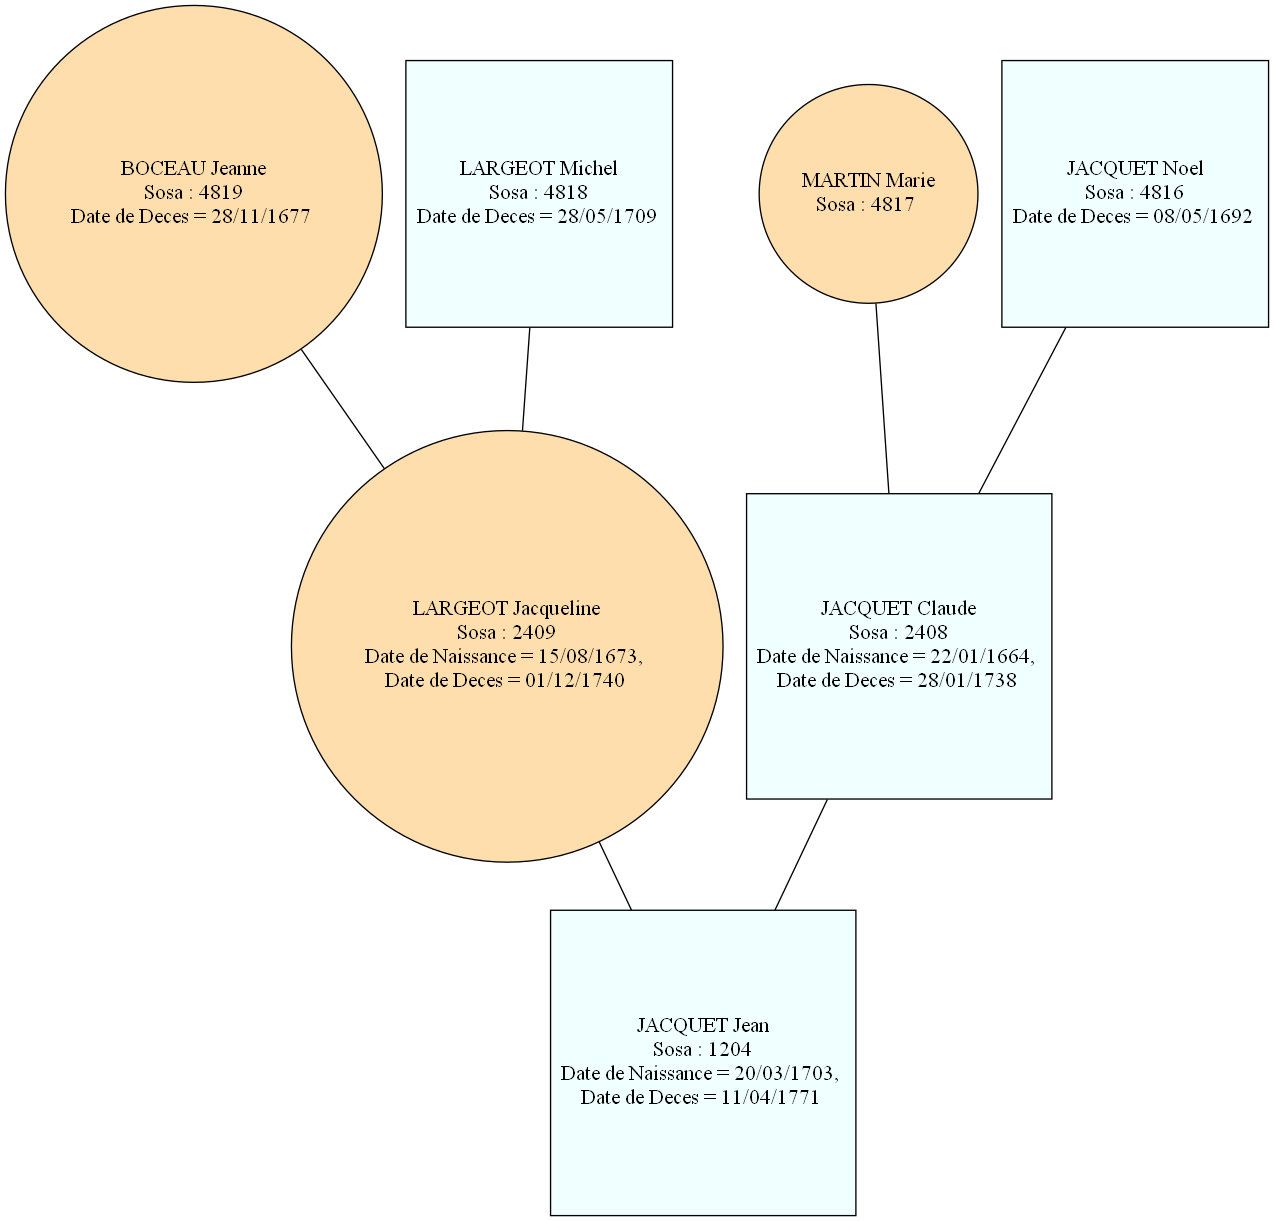 BOCEAU Jeanne
Sosa : 4819
Date de Deces = 28/11/1677
LARGEOT Michel
Sosa : 4818
Date de Deces = 28/05/1709
MARTIN Marie
Sosa : 4817
JACQUET Noel
Sosa : 4816
Date de Deces = 08/05/1692
LARGEOT Jacqueline
Sosa : 2409
Date de Naissance = 15/08/1673,
Date de Deces = 01/12/1740
JACQUET Claude
Sosa : 2408
Date de Naissance = 22/01/1664,
Date de Deces = 28/01/1738
JACQUET Jean
Sosa : 1204
Date de Naissance = 20/03/1703,
Date de Deces = 11/04/1771